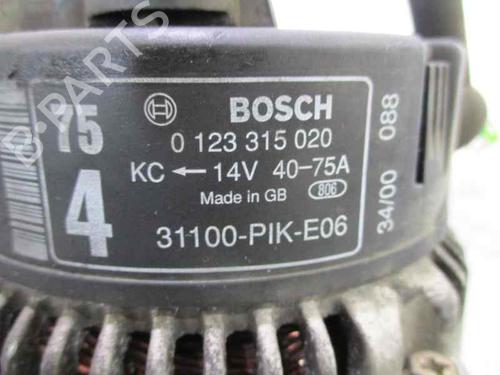 B-PARTS
75
4
BOSCH
0 123 315 020
KC ← 14V 40-75A
Made in GB 806
31100-PIK-E06
34/00 088